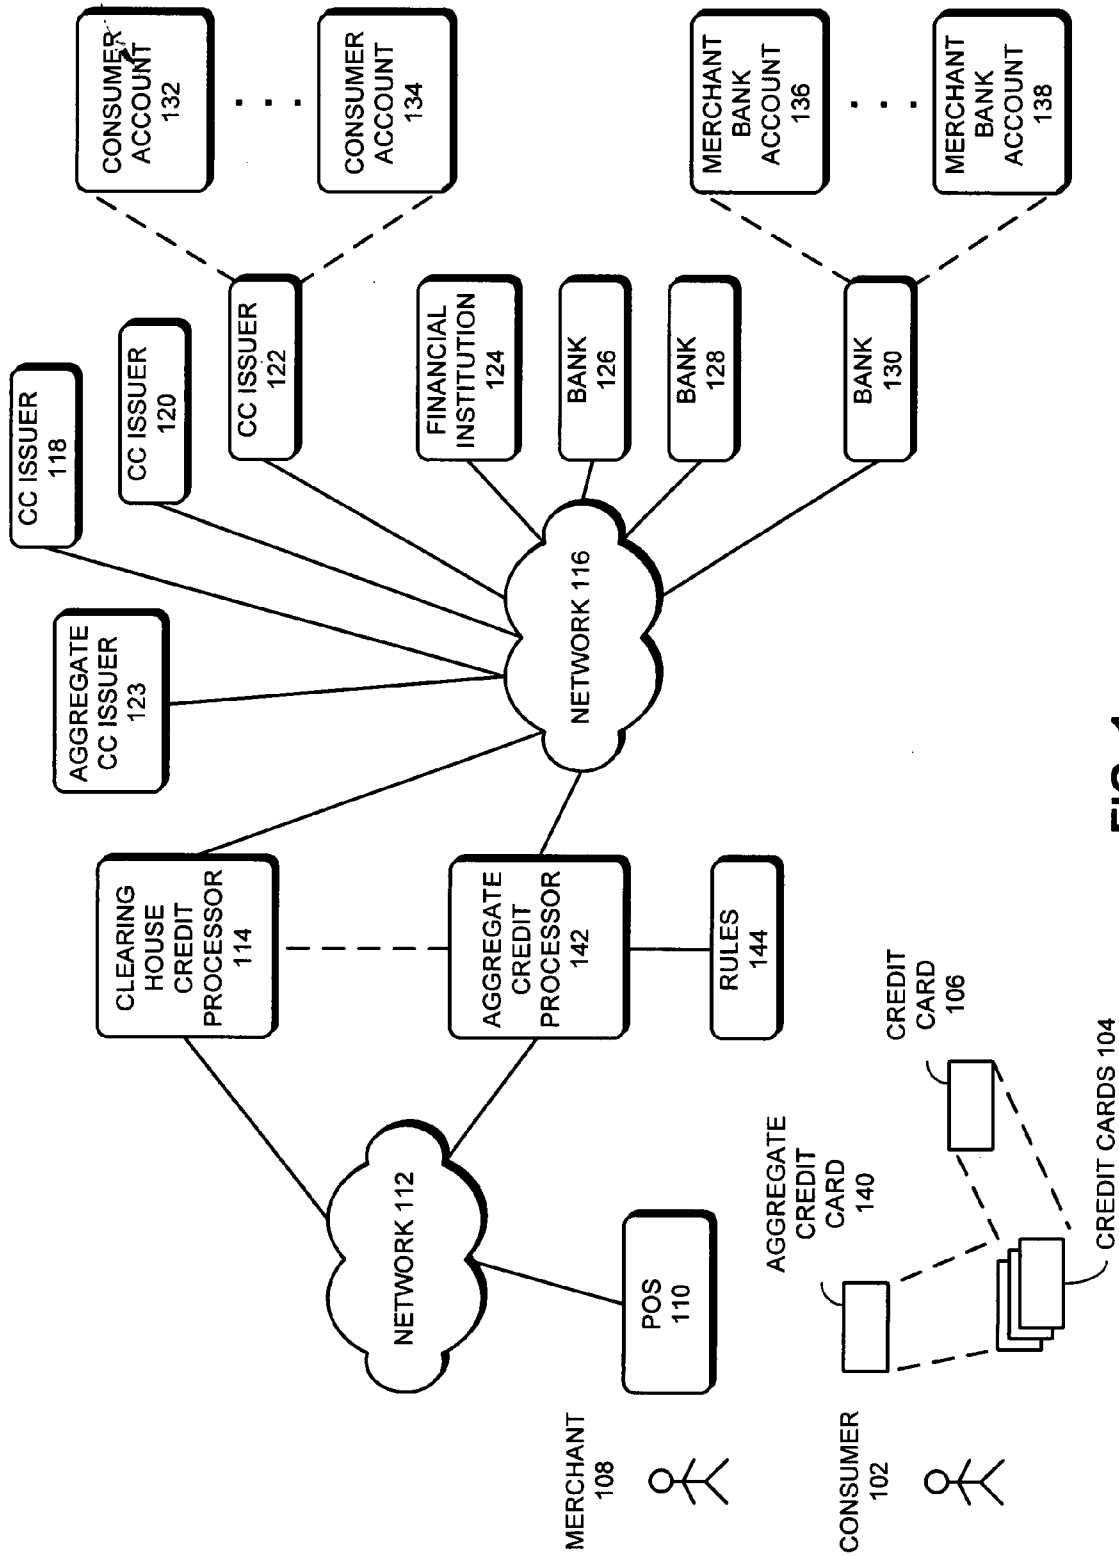 CC ISSUER
118
CC ISSUER
120
AGGREGATE
CC ISSUER
123
CC ISSUER
122
CONSUMER
ACCOUNT
132
. . .
CONSUMER
ACCOUNT
134
CLEARING
HOUSE
CREDIT
PROCESSOR
114
FINANCIAL
INSTITUTION
124
BANK
126
BANK
128
BANK
130
MERCHANT
BANK
ACCOUNT
136
. . .
MERCHANT
BANK
ACCOUNT
138
NETWORK 116
AGGREGATE
CREDIT
PROCESSOR
142
RULES
144
NETWORK 112
POS
110
MERCHANT
108
CONSUMER
102
AGGREGATE
CREDIT
CARD
140
CREDIT
CARD
106
CREDIT CARDS 104